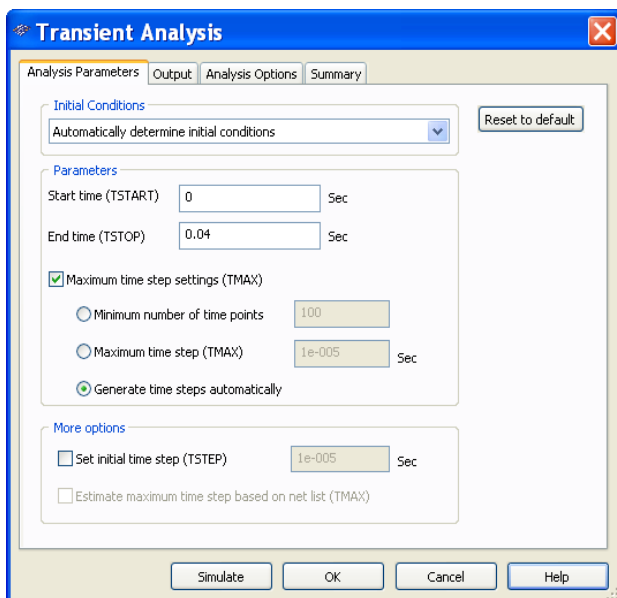 Transient Analysis
Analysis Parameters Output Analysis Options Summary
Initial Conditions
Automatically determine initial conditions
Reset to default
Parameters
Start time (TSTART) 0 Sec
End time (TSTOP) 0.04 Sec
Maximum time step settings (TMAX)
Minimum number of time points 100
Maximum time step (TMAX) 1e-005 Sec
Generate time steps automatically
More options
Set initial time step (TSTEP) 1e-005 Sec
Estimate maximum time step based on net list (TMAX)
Simulate OK Cancel Help